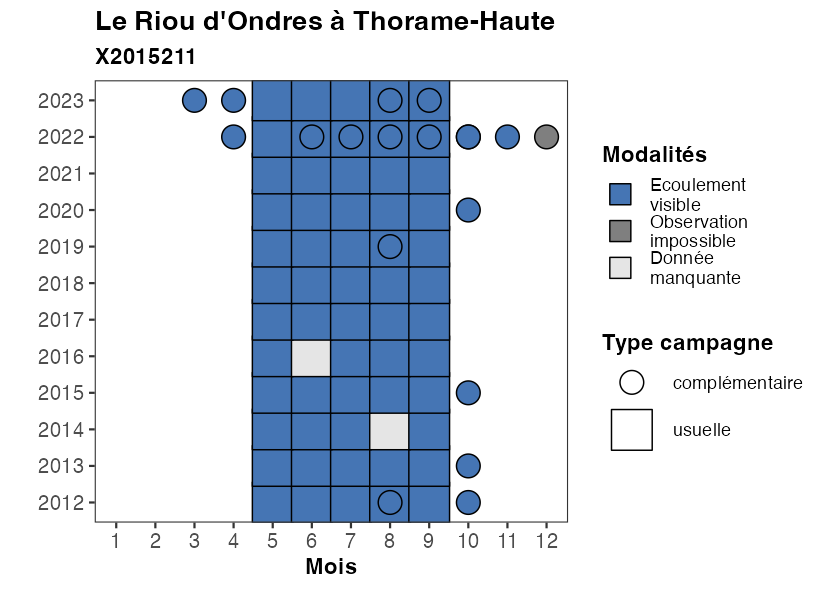 Le Riou d'Ondres à Thorame-Haute
X2015211
2023
2022
2021
2020
2019
2018
2017
2016
2015
2014
2013
2012
1 2 3 4 5 6 7 8 9 10 11 12
Mois
Modalités
Ecoulement
visible
Observation
impossible
Donnée
manquante
Type campagne
complémentaire
usuelle